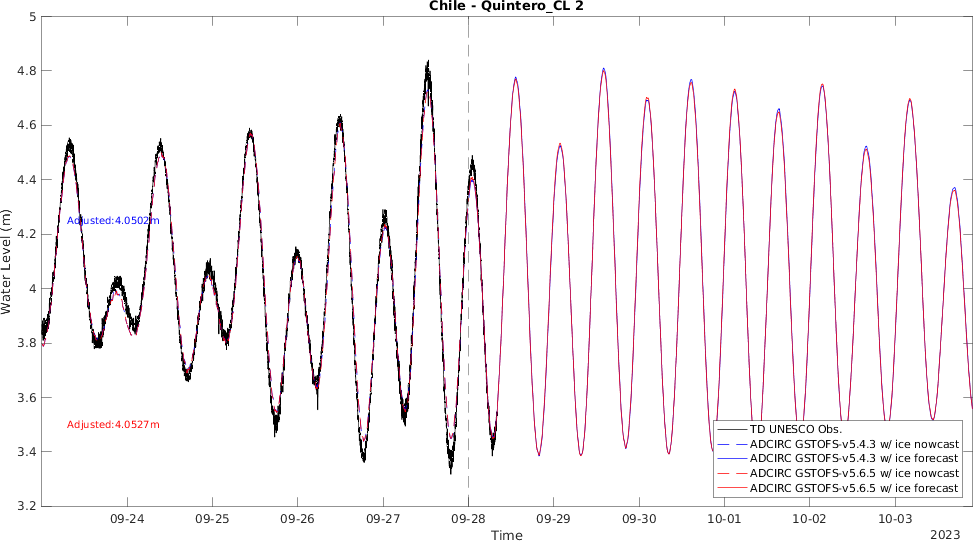 Chile - Quintero_CL 2
Water Level (m)
5
4.8
4.6
4.4
4.2
4
3.8
3.6
3.4
3.2
Adjusted:4.0502m
Adjusted:4.0527m
TD UNESCO Obs.
ADCIRC GSTOFS-v5.4.3 w/ ice nowcast
ADCIRC GSTOFS-v5.4.3 w/ ice forecast
ADCIRC GSTOFS-v5.6.5 w/ ice nowcast
ADCIRC GSTOFS-v5.6.5 w/ ice forecast
09-24 09-25 09-26 09-27 09-28 09-29 09-30 10-01 10-02 10-03
Time
2023